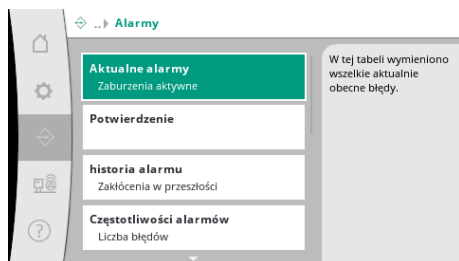 ..▸ Alarmy
Aktualne alarmy
Zaburzenia aktywne
Potwierdzenie
historia alarmu
Zakłócenia w przeszłości
Częstotliwości alarmów
Liczba błędów
W tej tabeli wymieniono
wszelkie aktualnie
obecne błędy.
?